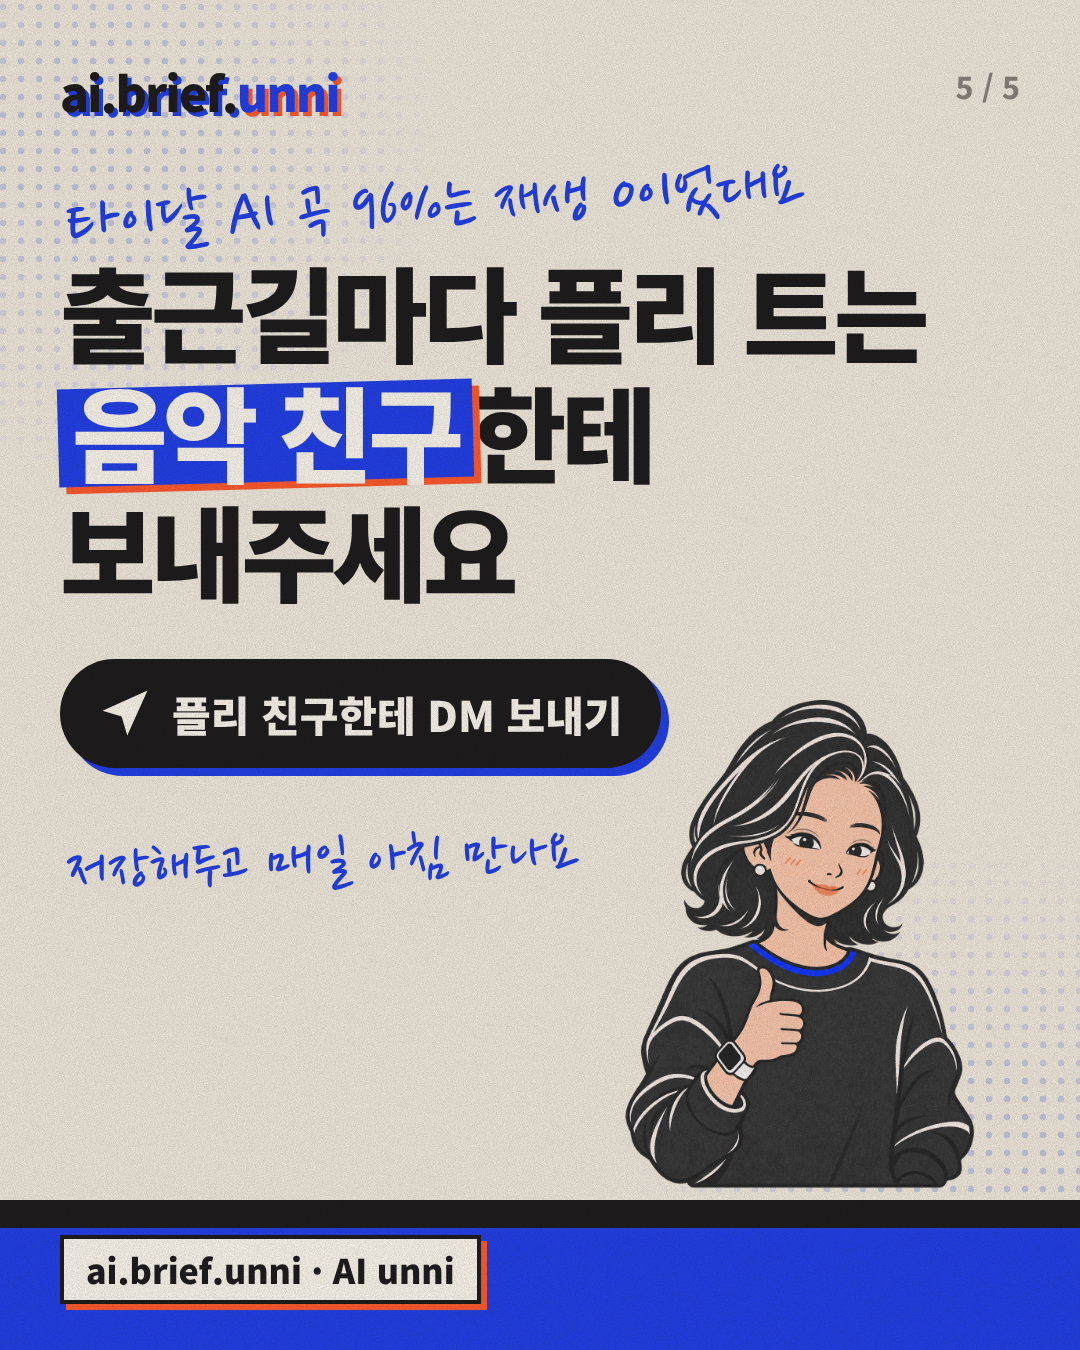 ai.brief.unni
5 / 5
타이달 AI 곡 96%는 재생 0이었대요
출근길마다 플리 트는
음악 친구한테
보내주세요
플리 친구한테 DM 보내기
저장해두고 매일 아침 만나요
ai.brief.unni · AI unni